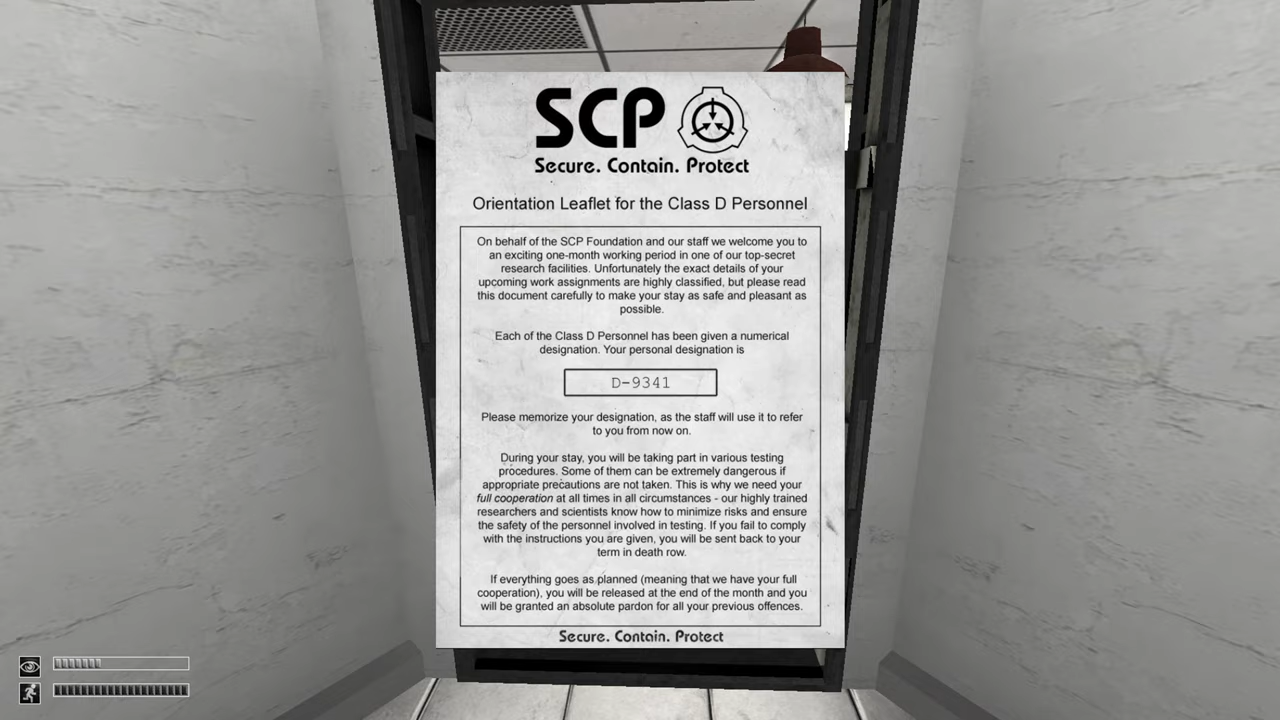 SCP
Secure. Contain. Protect
Orientation Leaflet for the Class D Personnel
On behalf of the SCP Foundation and our staff we welcome you to
an exciting one-month working period in one of our top-secret
research facilities. Unfortunately the exact details of your
upcoming work assignments are highly classified, but please read
this document carefully to make your stay as safe and pleasant as
possible.
Each of the Class D Personnel has been given a numerical
designation. Your personal designation is
D-9341
Please memorize your designation, as the staff will use it to refer
to you from now on.
During your stay, you will be taking part in various testing
procedures. Some of them can be extremely dangerous if
appropriate precautions are not taken. This is why we need your
full cooperation at all times in all circumstances - our highly trained
researchers and scientists know how to minimize risks and ensure
the safety of the personnel involved in testing. If you fail to comply
with the instructions you are given, you will be sent back to your
term in death row.
If everything goes as planned (meaning that we have your full
cooperation), you will be released at the end of the month and you
will be granted an absolute pardon for all your previous offences.
Secure. Contain. Protect